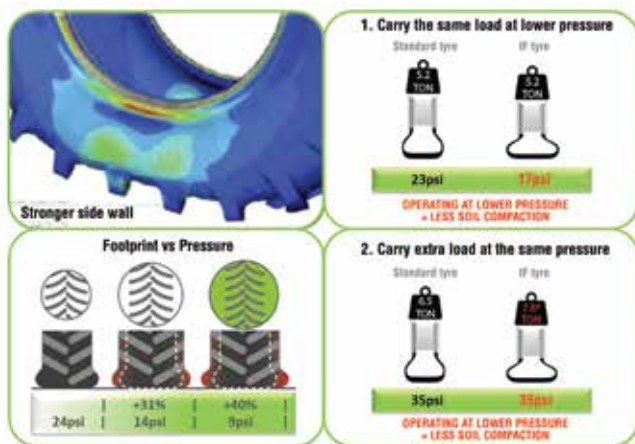 Stronger side wall
1. Carry the same load at lower pressure
Standard tyre IF tyre
5.2 TON 5.2 TON
23psi 17psi
OPERATING AT LOWER PRESSURE
= LESS SOIL COMPACTION
Footprint vs Pressure
+31% +40%
24psi 14psi 9psi
2. Carry extra load at the same pressure
Standard tyre IF tyre
6.5 TON TON
35psi 35psi
OPERATING AT LOWER PRESSURE
= LESS SOIL COMPACTION